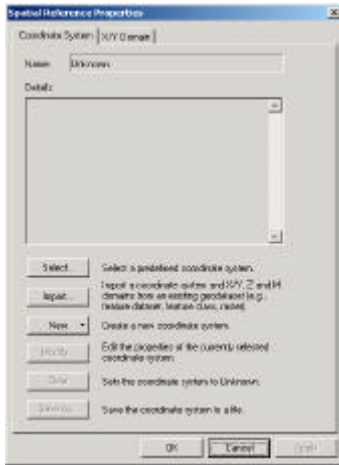 Spatial Reference Properties
Coordinate System
X/Y Domain
Name:
Unknown
Details:
Select...
Select a predefined coordinate system.
Import...
Import a coordinate system and X/Y, Z and M
domains from an existing geodataset (e.g.,
feature dataset, feature class, raster).
New
Create a new coordinate system.
Modify...
Edit the properties of the currently selected
coordinate system.
Clear
Sets the coordinate system to Unknown.
Save As...
Save the coordinate system to a file.
OK
Cancel
Apply